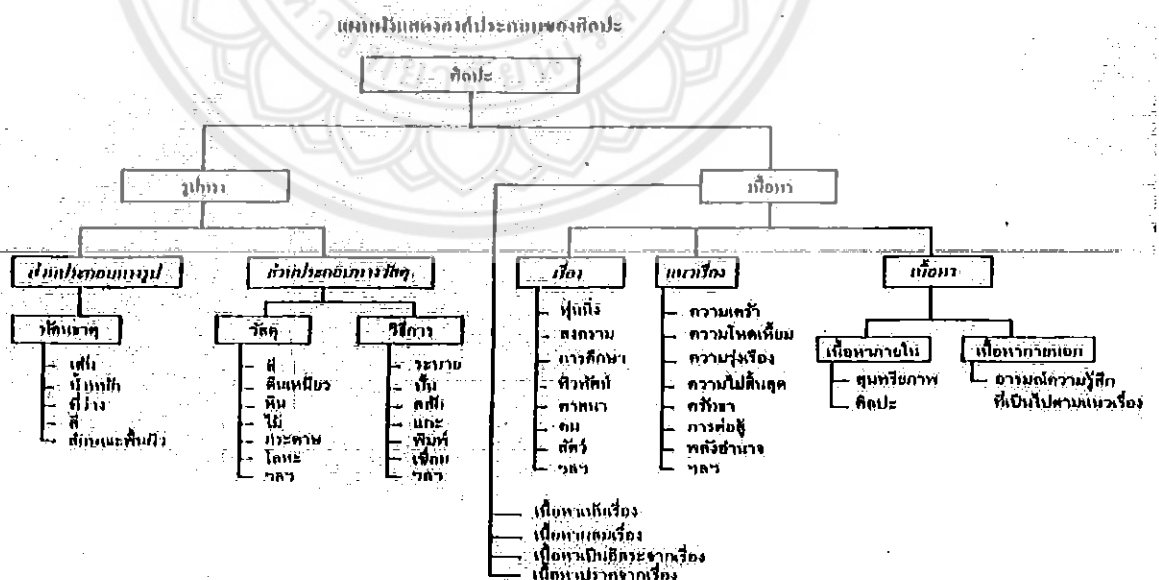 แผนผังแสดงองค์ประกอบของศิลปะ
ศิลปะ
รูปทรง
เนื้อหา
ส่วนประกอบทางรูป
ส่วนประกอบทางวัสดุ
เรื่อง
แนวเรื่อง
เนื้อหา
ทัศนธาตุ
วัสดุ
วิธีการ
เส้น
น้ำหนัก
ที่ว่าง
สี
ลักษณะพื้นผิว
สี
ดินเหนียว
หิน
ไม้
กระดาษ
โลหะ
ฯลฯ
ระบาย
ปั้น
สลัก
แกะ
พิมพ์
เชื่อม
ฯลฯ
หุ่นนิ่ง
สงคราม
การศึกษา
ทิวทัศน์
ศาสนา
คน
สัตว์
ฯลฯ
ความเศร้า
ความโหดเหี้ยม
ความรุ่งเรือง
ความไม่สิ้นสุด
ศรัทธา
การต่อสู้
พลังอำนาจ
ฯลฯ
เนื้อหาภายใน
สุนทรียภาพ
ศิลปะ
เนื้อหาภายนอก
อารมณ์ความรู้สึก
ที่เป็นไปตามแนวเรื่อง
เนื้อหากับเรื่อง
เนื้อหาผสมเรื่อง
เนื้อหาเป็นอิสระจากเรื่อง
เนื้อหาปราศจากเรื่อง